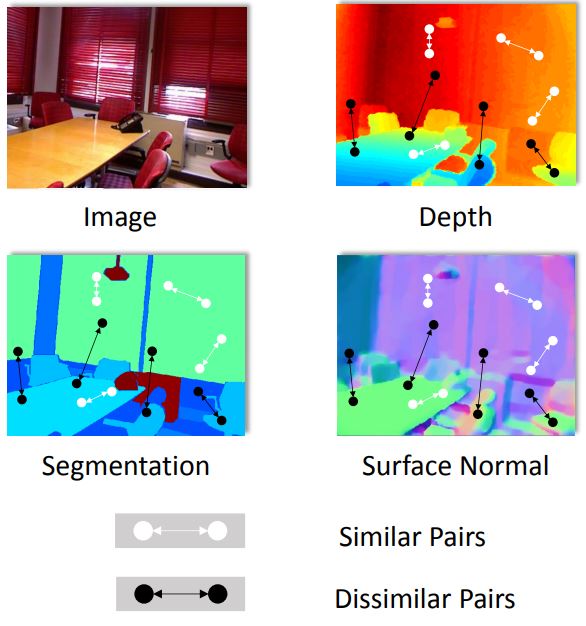 Image
Depth
Segmentation
Surface Normal
Similar Pairs
Dissimilar Pairs